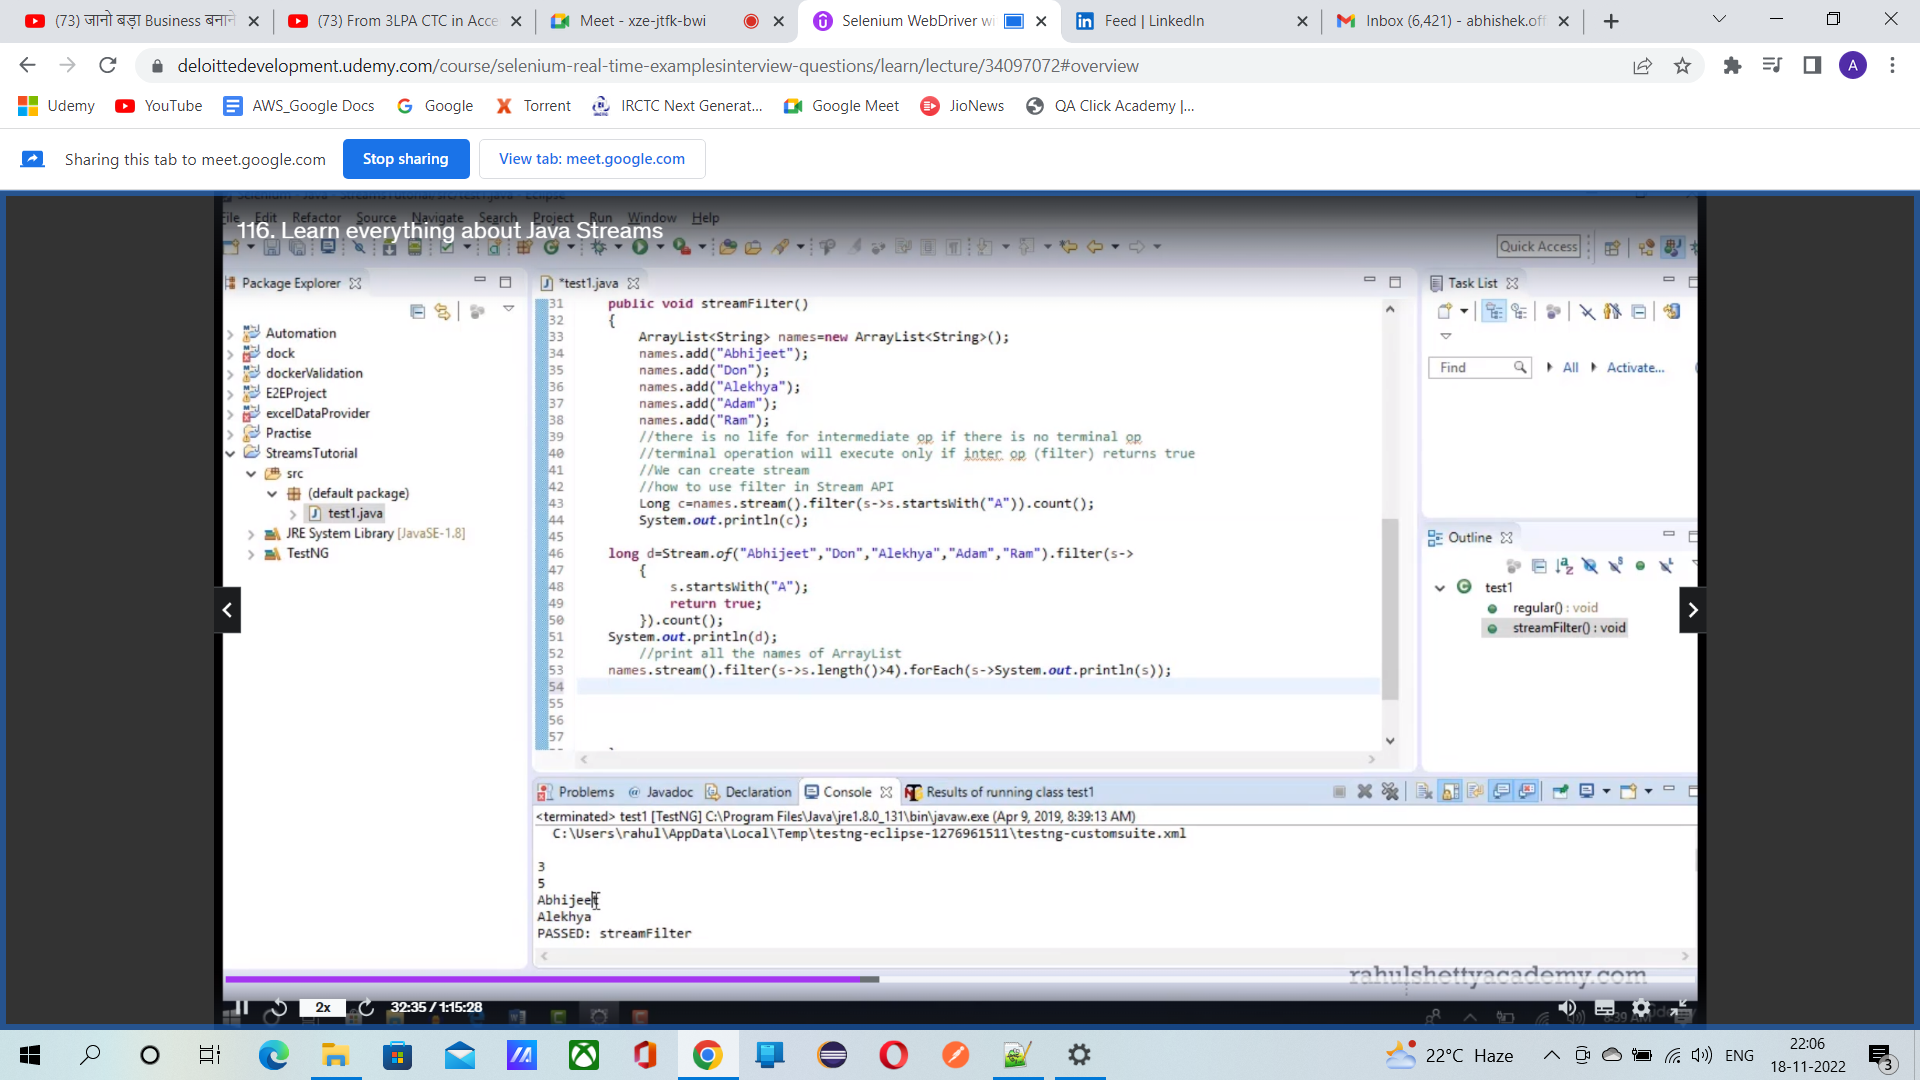 (73) जानो बड़ा Business बनाने
(73) From 3LPA CTC in Acce
Meet - xze-jtfk-bwi
Selenium WebDriver wi
Feed | LinkedIn
Inbox (6,421) - abhishek.off
deloittedevelopment.udemy.com/course/selenium-real-time-examplesinterview-questions/learn/lecture/34097072#overview
A
Udemy
YouTube
AWS_Google Docs
Google
Torrent
IRCTC Next Generat...
Google Meet
JioNews
QA Click Academy |...
Sharing this tab to meet.google.com
Stop sharing
View tab: meet.google.com
File Edit Refactor Source Navigate Search Project Run Window Help
116. Learn everything about Java Streams
Quick Access
Package Explorer
*test1.java
Task List
Automation
dock
dockerValidation
E2EProject
excelDataProvider
Practise
StreamsTutorial
src
(default package)
test1.java
JRE System Library [JavaSE-1.8]
TestNG
31 public void streamFilter()
32 {
33 ArrayList<String> names=new ArrayList<String>();
34 names.add("Abhijeet");
35 names.add("Don");
36 names.add("Alekhya");
37 names.add("Adam");
38 names.add("Ram");
39 //there is no life for intermediate op if there is no terminal op
40 //terminal operation will execute only if inter op (filter) returns true
41 //We can create stream
42 //how to use filter in Stream API
43 Long c=names.stream().filter(s->s.startsWith("A")).count();
44 System.out.println(c);
45
46 long d=Stream.of("Abhijeet","Don","Alekhya","Adam","Ram").filter(s->
47 {
48 s.startsWith("A");
49 return true;
50 }).count();
51 System.out.println(d);
52 //print all the names of ArrayList
53 names.stream().filter(s->s.length()>4).forEach(s->System.out.println(s));
54
55
56
57
Find
All
Activate...
Outline
test1
regular() : void
streamFilter() : void
Problems
@ Javadoc
Declaration
Console
Results of running class test1
<terminated> test1 [TestNG] C:\Program Files\Java\jre1.8.0_131\bin\javaw.exe (Apr 9, 2019, 8:39:13 AM)
C:\Users\rahul\AppData\Local\Temp\testng-eclipse-1276961511\testng-customsuite.xml
3
5
Abhijeet
Alekhya
PASSED: streamFilter
rahulshettyacademy.com
2x
32:35 / 1:15:28
22°C Haze
ENG
22:06
18-11-2022
3